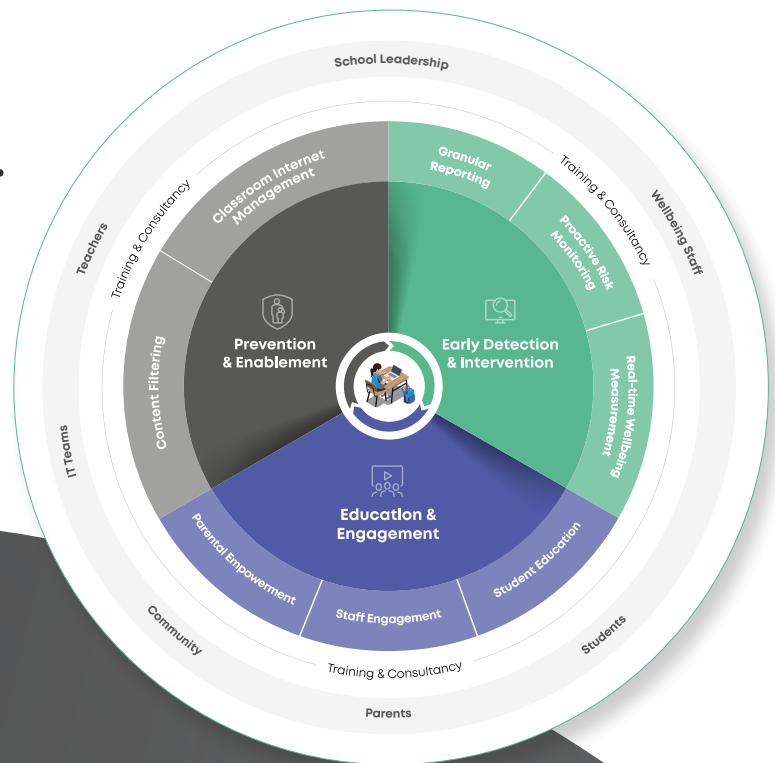 School Leadership
Wellbeing Staff
Students
Parents
Community
IT Teams
Teachers
Training & Consultancy
Training & Consultancy
Training & Consultancy
Classroom Internet
Management
Content Filtering
Prevention
& Enablement
Granular
Reporting
Proactive Risk
Monitoring
Real-time Wellbeing
Measurement
Early Detection
& Intervention
Education &
Engagement
Parental Empowerment
Staff Engagement
Student Education